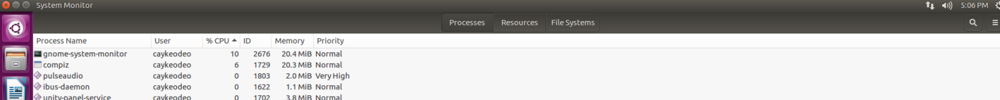 System Monitor 5:06 PM
Processes Resources File Systems
Process Name User % CPU ID Memory Priority
gnome-system-monitor caykeodeo 10 2676 20.4 MiB Normal
compiz caykeodeo 6 1729 20.3 MiB Normal
pulseaudio caykeodeo 0 1803 2.0 MiB Very High
ibus-daemon caykeodeo 0 1622 1.1 MiB Normal
unity-panel-service caykeodeo 0 1702 3.8 MiB Normal